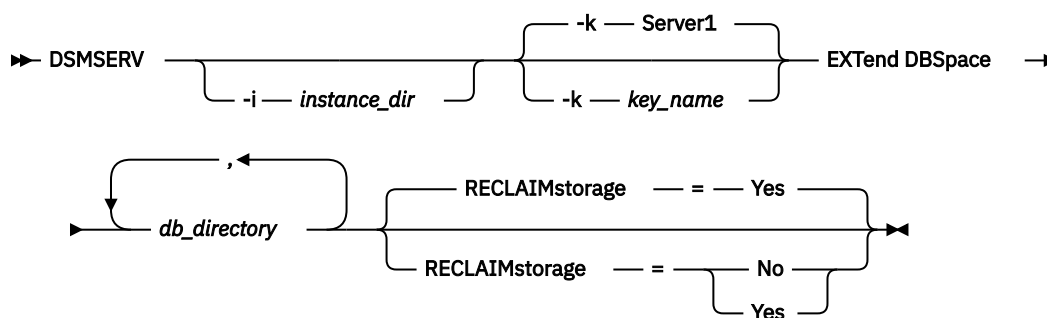 -k Server1
DSMSERV EXTend DBSpace
-i instance_dir -k key_name
,
RECLAIMstorage = Yes
db_directory
RECLAIMstorage = No
Yes